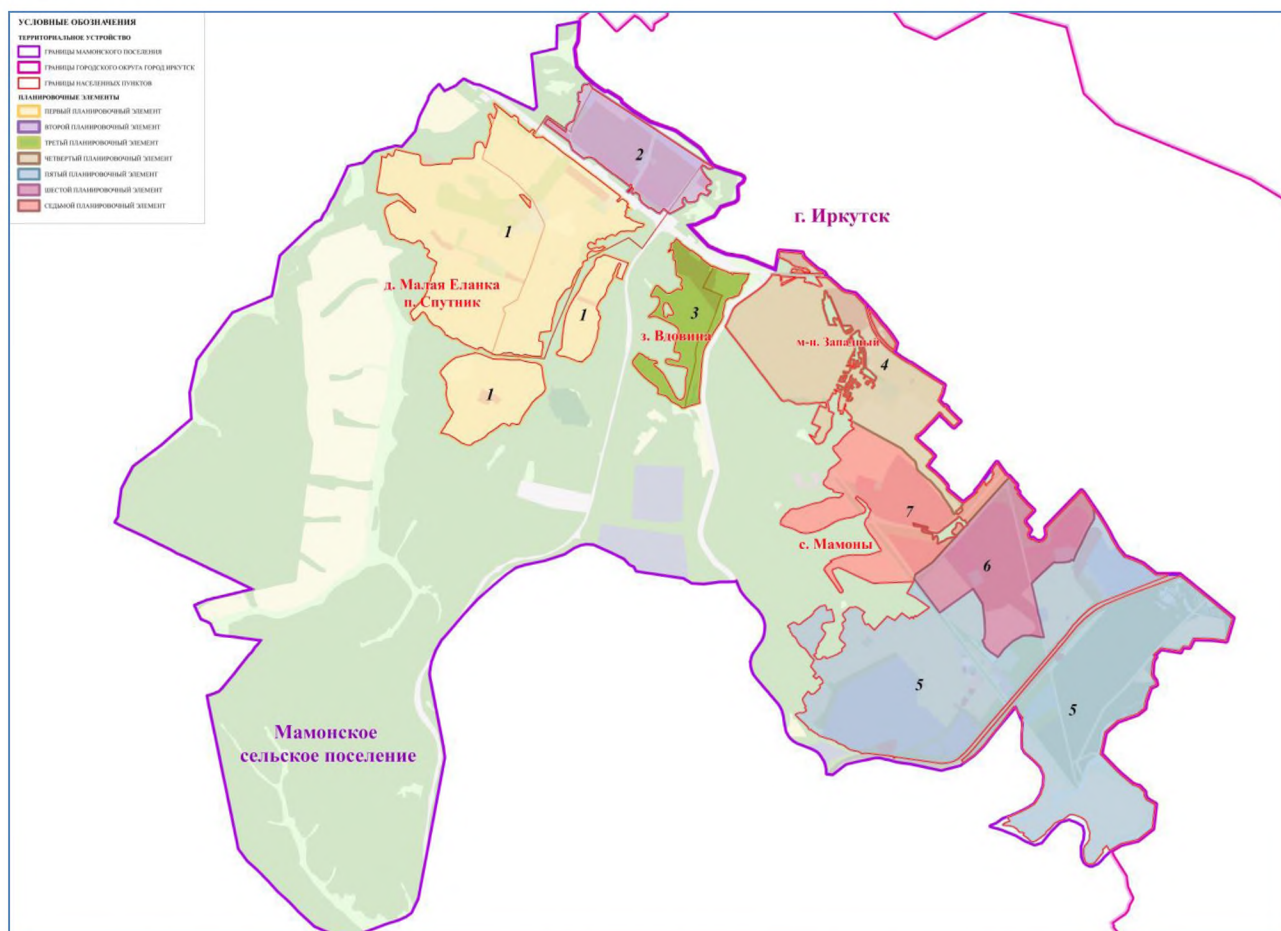 УСЛОВНЫЕ ОБОЗНАЧЕНИЯ
ТЕРРИТОРИАЛЬНОЕ УСТРОЙСТВО
ГРАНИЦЫ МАМОНСКОГО ПОСЕЛЕНИЯ
ГРАНИЦЫ ГОРОДСКОГО ОКРУГА ГОРОД ИРКУТСК
ГРАНИЦЫ НАСЕЛЕННЫХ ПУНКТОВ
ПЛАНИРОВОЧНЫЕ ЭЛЕМЕНТЫ
ПЕРВЫЙ ПЛАНИРОВОЧНЫЙ ЭЛЕМЕНТ
ВТОРОЙ ПЛАНИРОВОЧНЫЙ ЭЛЕМЕНТ
ТРЕТЬЙ ПЛАНИРОВОЧНЫЙ ЭЛЕМЕНТ
ЧЕТВЕРТЫЙ ПЛАНИРОВОЧНЫЙ ЭЛЕМЕНТ
ПЯТЫЙ ПЛАНИРОВОЧНЫЙ ЭЛЕМЕНТ
ШЕСТОЙ ПЛАНИРОВОЧНЫЙ ЭЛЕМЕНТ
СЕДЬМОЙ ПЛАНИРОВОЧНЫЙ ЭЛЕМЕНТ
2
г. Иркутск
1
д. Малая Еланка
п. Спутник
1
3
з. Вдовина
м-н. Западный
4
1
7
с. Мамоны
6
5
5
Мамонское
сельское поселение